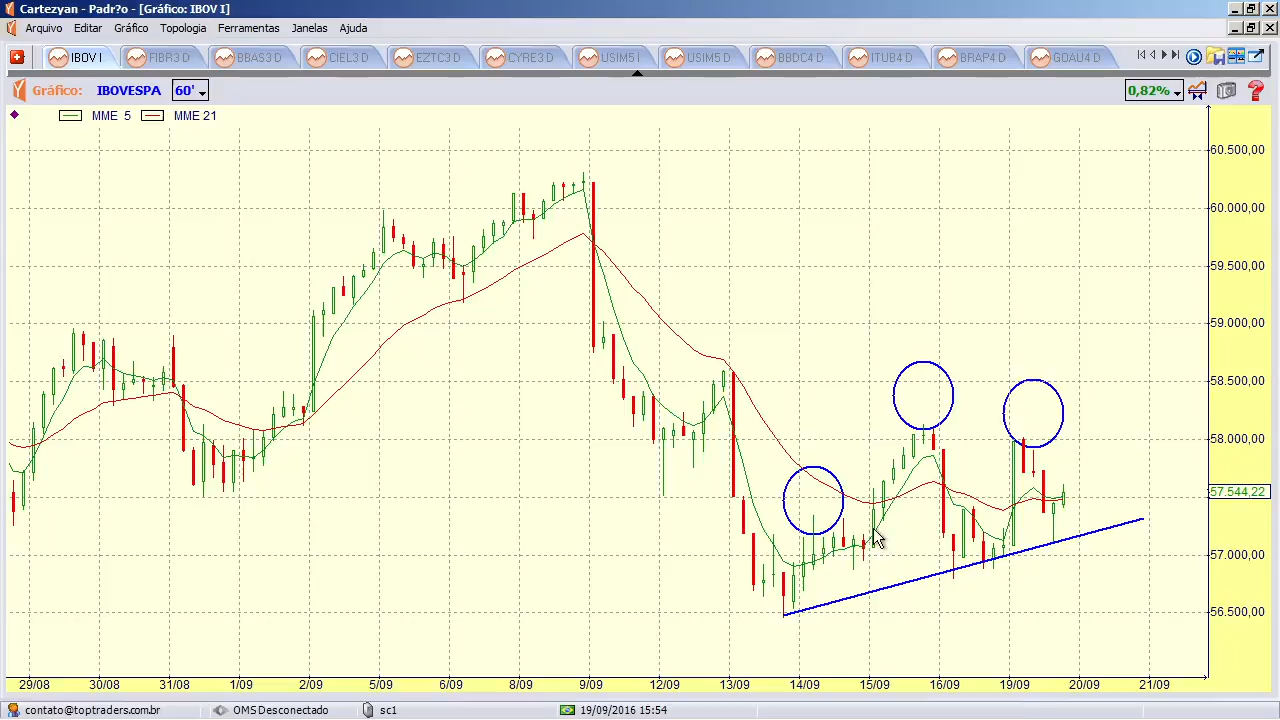 Cartezyan - Padr?o - [Gráfico: IBOV I]
Arquivo Editar Gráfico Topologia Ferramentas Janelas Ajuda
IBOV I FIBR3 D BBAS3 D CIEL3 D EZTC3 D CYRE3 D USIM5 I USIM5 D BBDC4 D ITUB4 D BRAP4 D GOAU4 D
Gráfico: IBOVESPA 60' 0,82%
MME 5 MME 21
60.500,00
60.000,00
59.500,00
59.000,00
58.500,00
58.000,00
57.544,22
57.000,00
56.500,00
29/08 30/08 31/08 1/09 2/09 5/09 6/09 8/09 9/09 12/09 13/09 14/09 15/09 16/09 19/09 20/09 21/09
contato@toptraders.com.br OMS Desconectado sc1 19/09/2016 15:54